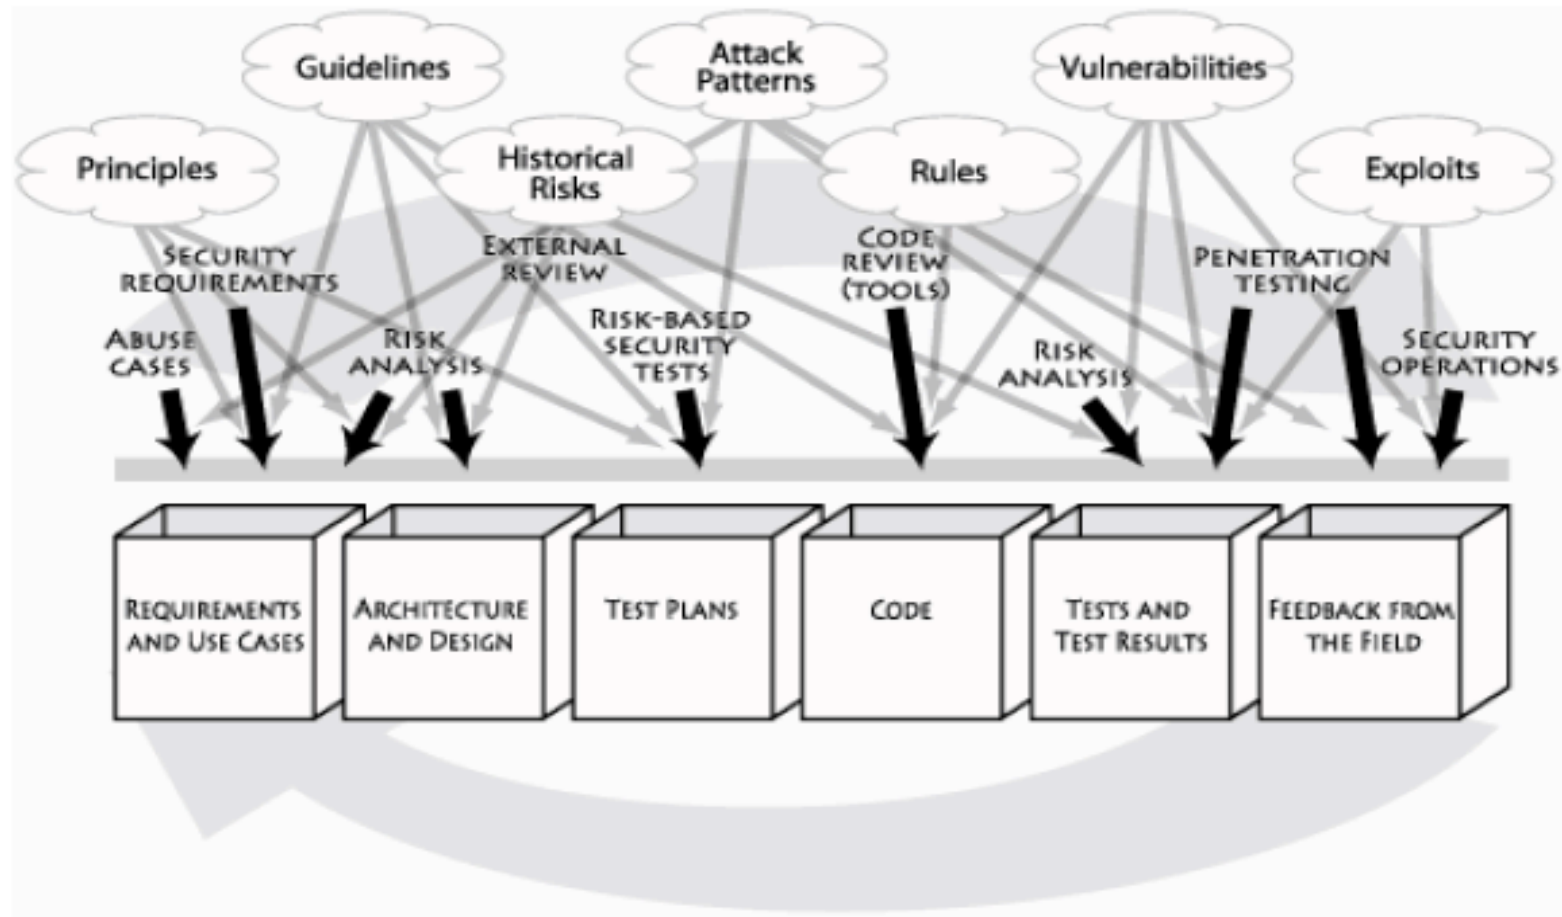 Guidelines
Attack
Patterns
Vulnerabilities
Principles
Historical
Risks
Rules
Exploits
SECURITY
REQUIREMENTS
EXTERNAL
REVIEW
CODE
REVIEW
(TOOLS)
PENETRATION
TESTING
ABUSE
CASES
RISK
ANALYSIS
RISK-BASED
SECURITY
TESTS
RISK
ANALYSIS
SECURITY
OPERATIONS
REQUIREMENTS
AND USE CASES
ARCHITECTURE
AND DESIGN
TEST PLANS
CODE
TESTS AND
TEST RESULTS
FEEDBACK FROM
THE FIELD